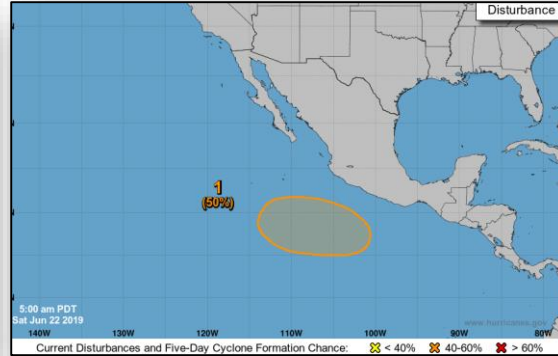 Disturbance
1
(50%)
www.hurricanes.gov
5:00 am PDT
Sat Jun 22 2019
140W 130W 120W 110W 100W 90W 80W
Current Disturbances and Five-Day Cyclone Formation Chance: < 40% 40-60% > 60%